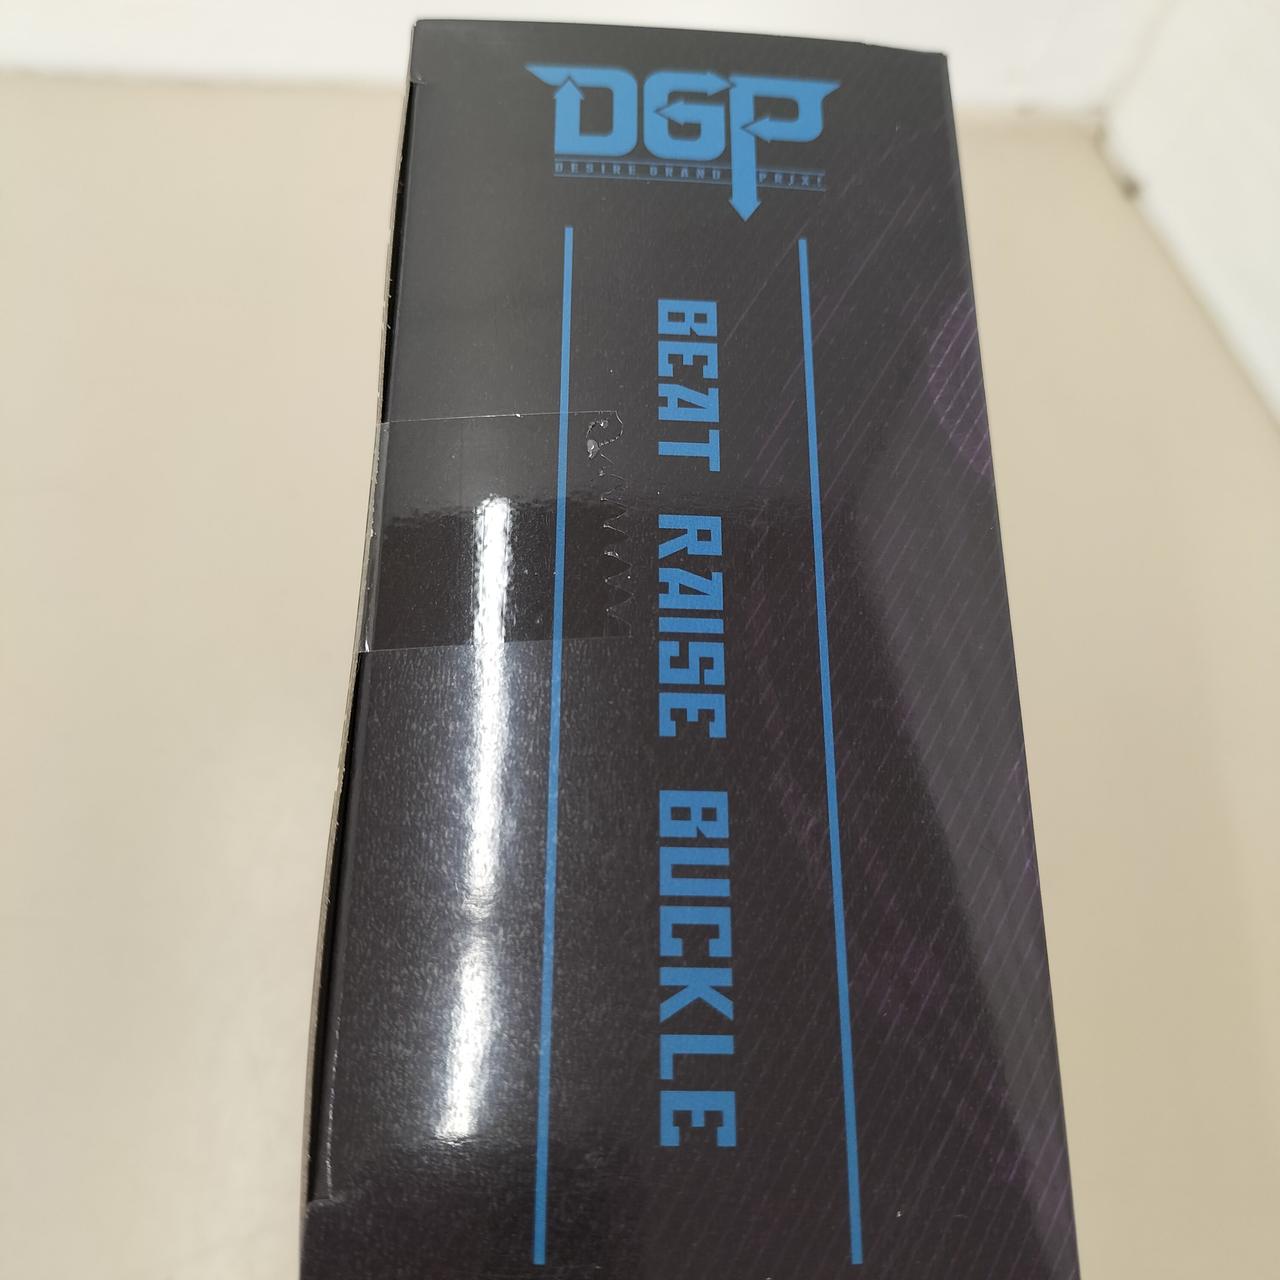 DGP
DESIRE GRAND PRIX!
BEAT RAISE BUCKLE